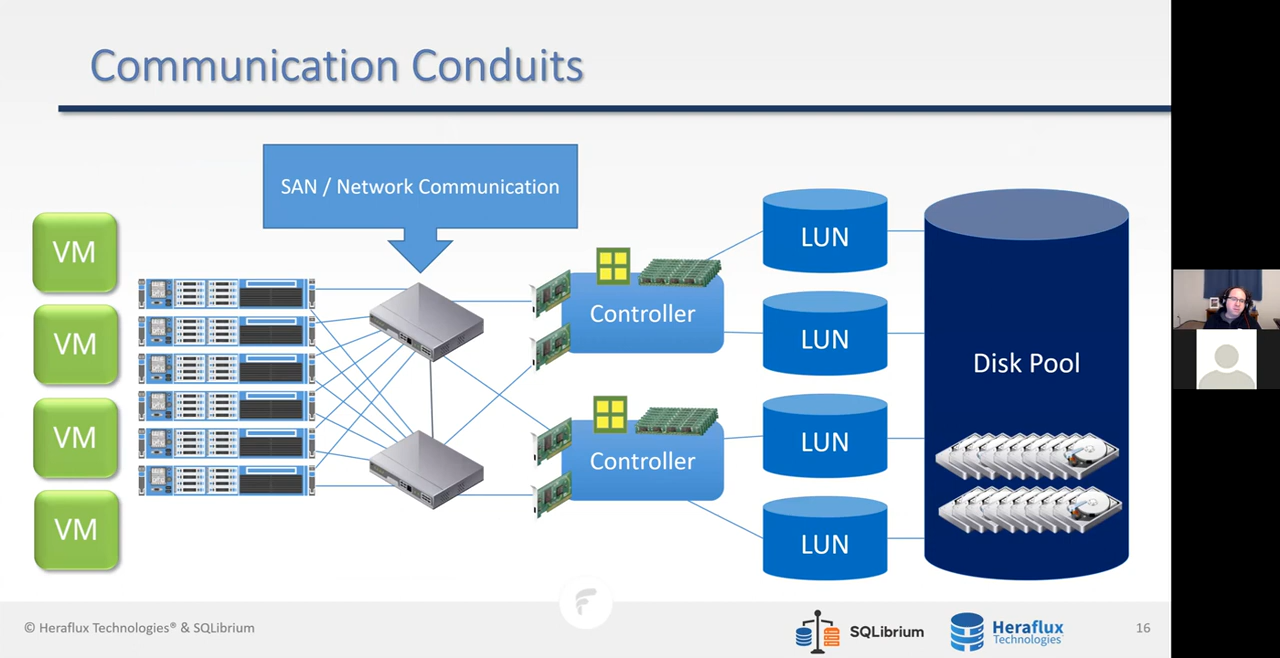 Communication Conduits
SAN / Network Communication
VM
VM
VM
VM
Controller
Controller
LUN
LUN
LUN
LUN
Disk Pool
© Heraflux Technologies® & SQLibrium
SQLibrium
Heraflux
Technologies
16